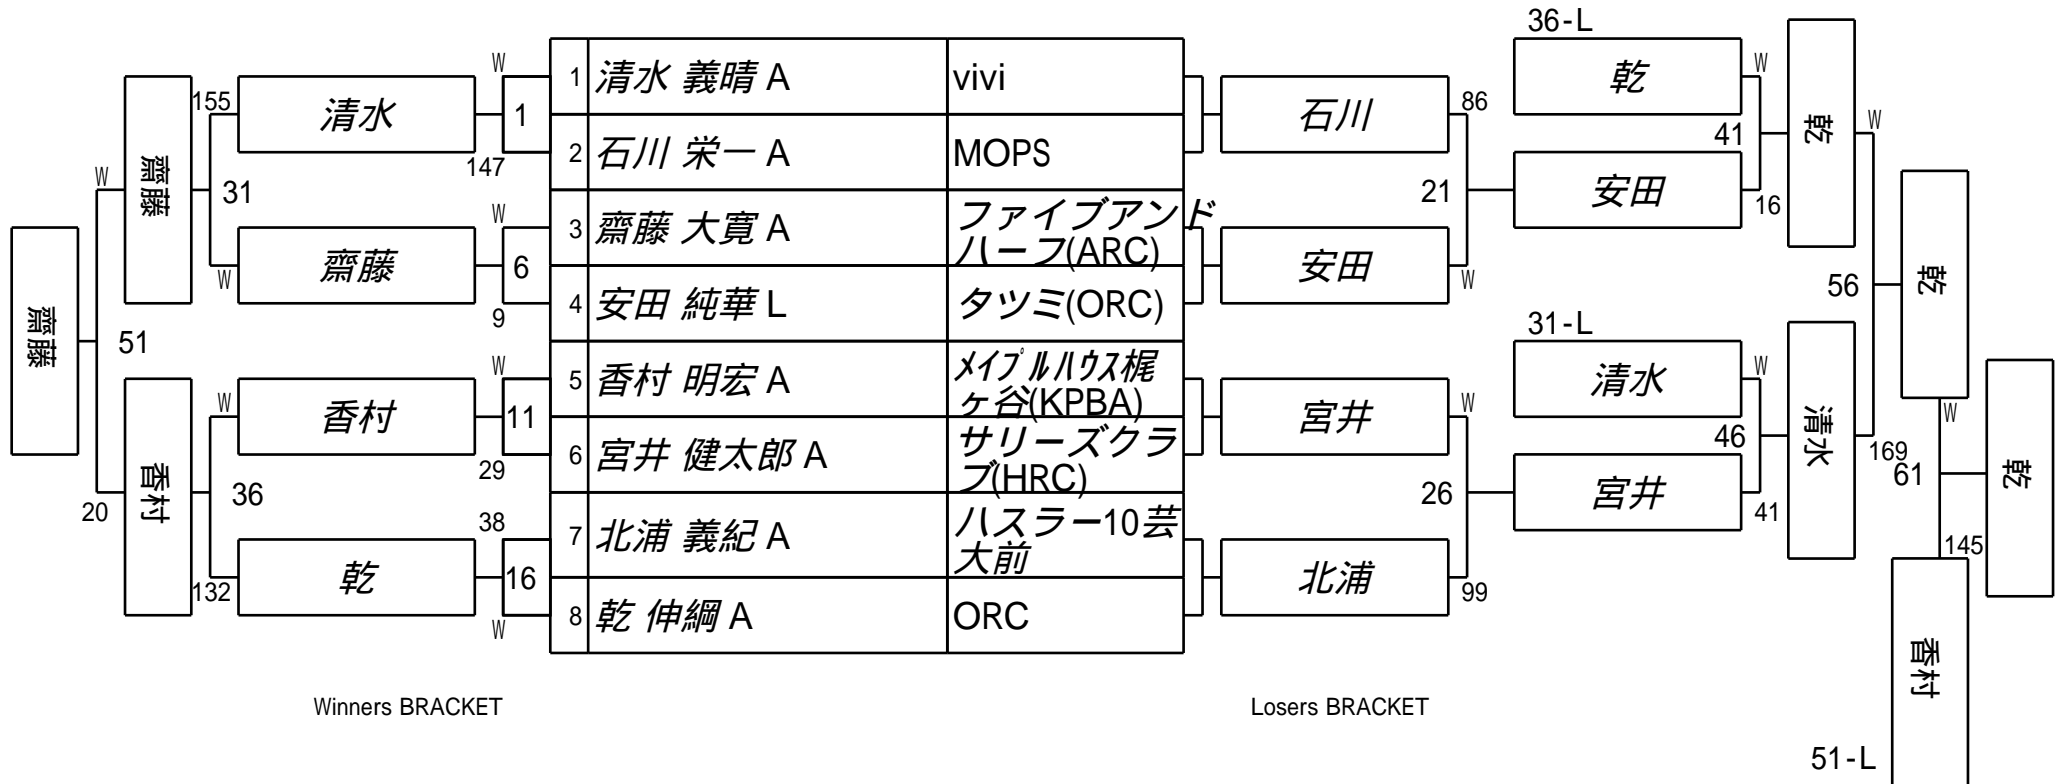 36-L
W
1 清水 義晴 A vivi
155 清水 1
147
石川 86
乾 W
41
乾 W
2 石川 栄一 A MOPS
W 齋藤 31
W
21
安田 16
3 齋藤 大寛 A ファイブアンド
ハーフ(ARC)
W 齋藤 6
9
安田 W
56
乾
4 安田 純華 L タツミ(ORC)
齋藤 51
31-L
W
5 香村 明宏 A メイプルハウス梶
ヶ谷(KPBA)
W 香村 11
29
宮井 W
清水 W
46
清水 169
W
61
乾
6 宮井 健太郎 A サリーズクラ
ブ(HRC)
20 香村 36
38
26
宮井 41
7 北浦 義紀 A ハスラー10芸
大前
132 乾 16
W
北浦 99
145
8 乾 伸綱 A ORC
香村
Winners BRACKET
Losers BRACKET
51-L